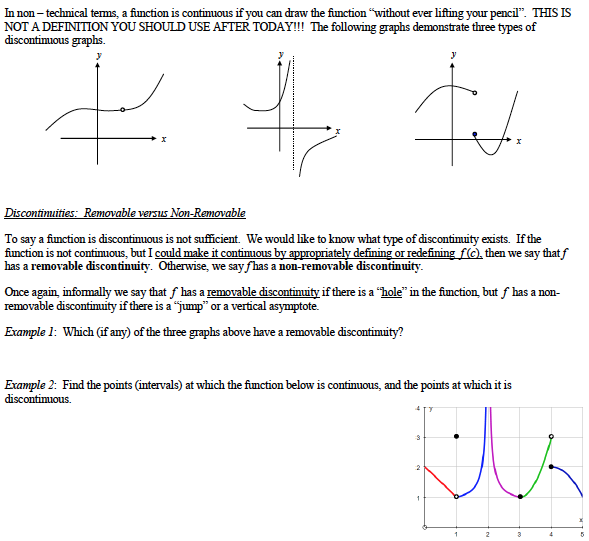 In non – technical terms, a function is continuous if you can draw the function “without ever lifting your pencil”. THIS IS
NOT A DEFINITION YOU SHOULD USE AFTER TODAY!!! The following graphs demonstrate three types of
discontinuous graphs.
y y y
x x x
Discontinuities: Removable versus Non-Removable
To say a function is discontinuous is not sufficient. We would like to know what type of discontinuity exists. If the
function is not continuous, but I could make it continuous by appropriately defining or redefining f(c), then we say that f
has a removable discontinuity. Otherwise, we say f has a non-removable discontinuity.
Once again, informally we say that f has a removable discontinuity if there is a “hole” in the function, but f has a non-
removable discontinuity if there is a “jump” or a vertical asymptote.
Example 1: Which (if any) of the three graphs above have a removable discontinuity?
Example 2: Find the points (intervals) at which the function below is continuous, and the points at which it is
discontinuous.
4 y
3
2
1
x
1 2 3 4 5